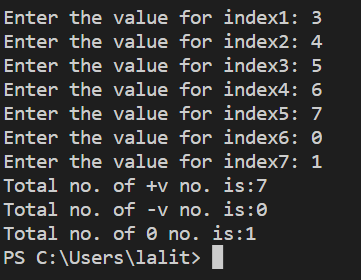 Enter the value for index1: 3
Enter the value for index2: 4
Enter the value for index3: 5
Enter the value for index4: 6
Enter the value for index5: 7
Enter the value for index6: 0
Enter the value for index7: 1
Total no. of +v no. is:7
Total no. of -v no. is:0
Total no. of 0 no. is:1
PS C:\Users\lalit>